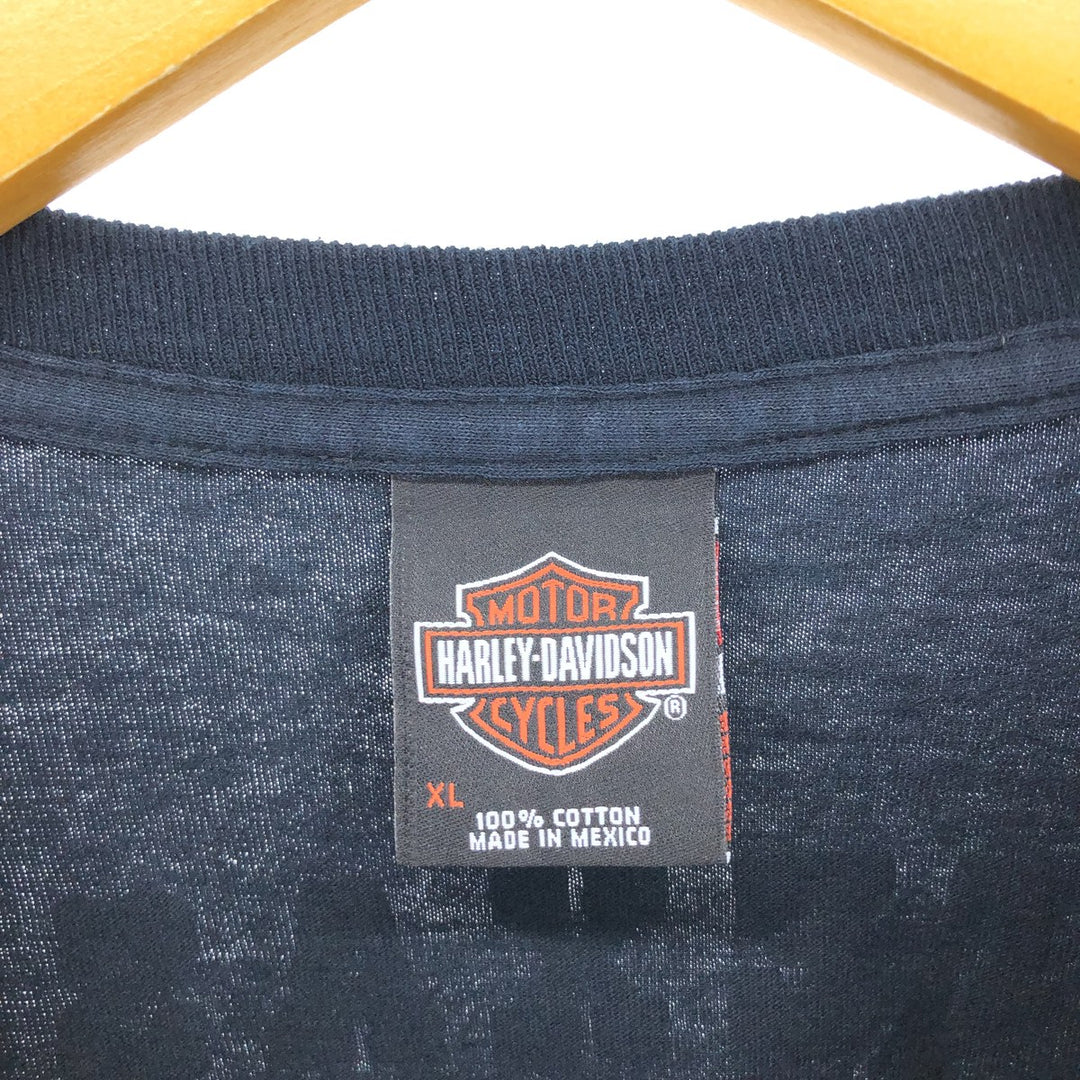 MOTOR
HARLEY-DAVIDSON
CYCLES
®
XL
100% COTTON
MADE IN MEXICO